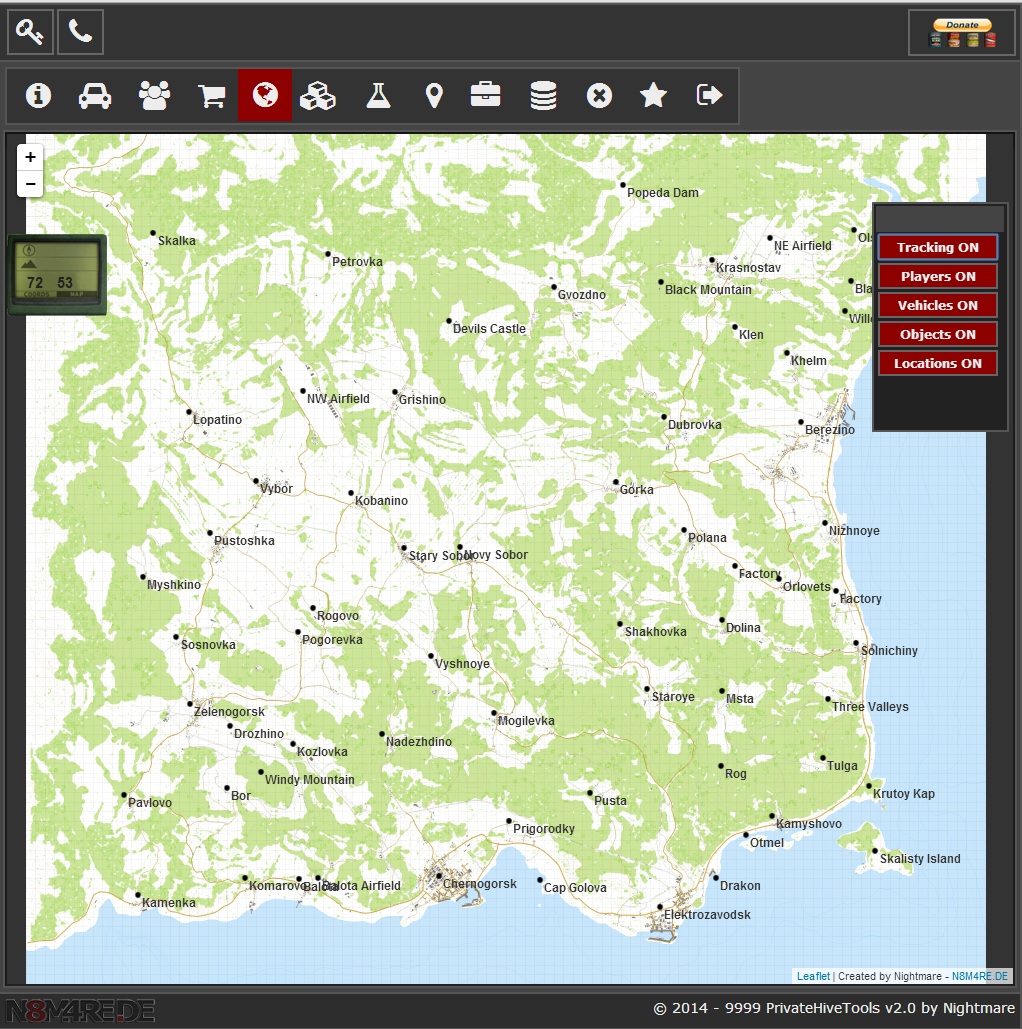 Donate
+
−
Popeda Dam
Skalka
NE Airfield
Petrovka
Krasnostav
Tracking ON
Black Mountain
Players ON
Gvozdno
Vehicles ON
72 53
Devils Castle
Klen
Objects ON
Khelm
Locations ON
NW Airfield
Grishino
Lopatino
Dubrovka
Berezino
Vybor
Kobanino
Gorka
Nizhnoye
Pustoshka
Polana
Stary Sobor
Novy Sobor
Myshkino
Factory
Orlovets
Factory
Rogovo
Pogorevka
Shakhovka
Dolina
Sosnovka
Solnichiny
Vyshnoye
Staroye
Msta
Three Valleys
Zelenogorsk
Mogilevka
Drozhino
Nadezhdino
Kozlovka
Windy Mountain
Rog
Tulga
Bor
Pavlovo
Pusta
Krutoy Kap
Prigorodky
Kamyshovo
Otmel
Skalisty Island
Komarovo
Balota
Balota Airfield
Chernogorsk
Cap Golova
Drakon
Kamenka
Elektrozavodsk
Leaflet | Created by Nightmare - N8M4RE.DE
N8M4RE.DE
© 2014 - 9999 PrivateHiveTools v2.0 by Nightmare